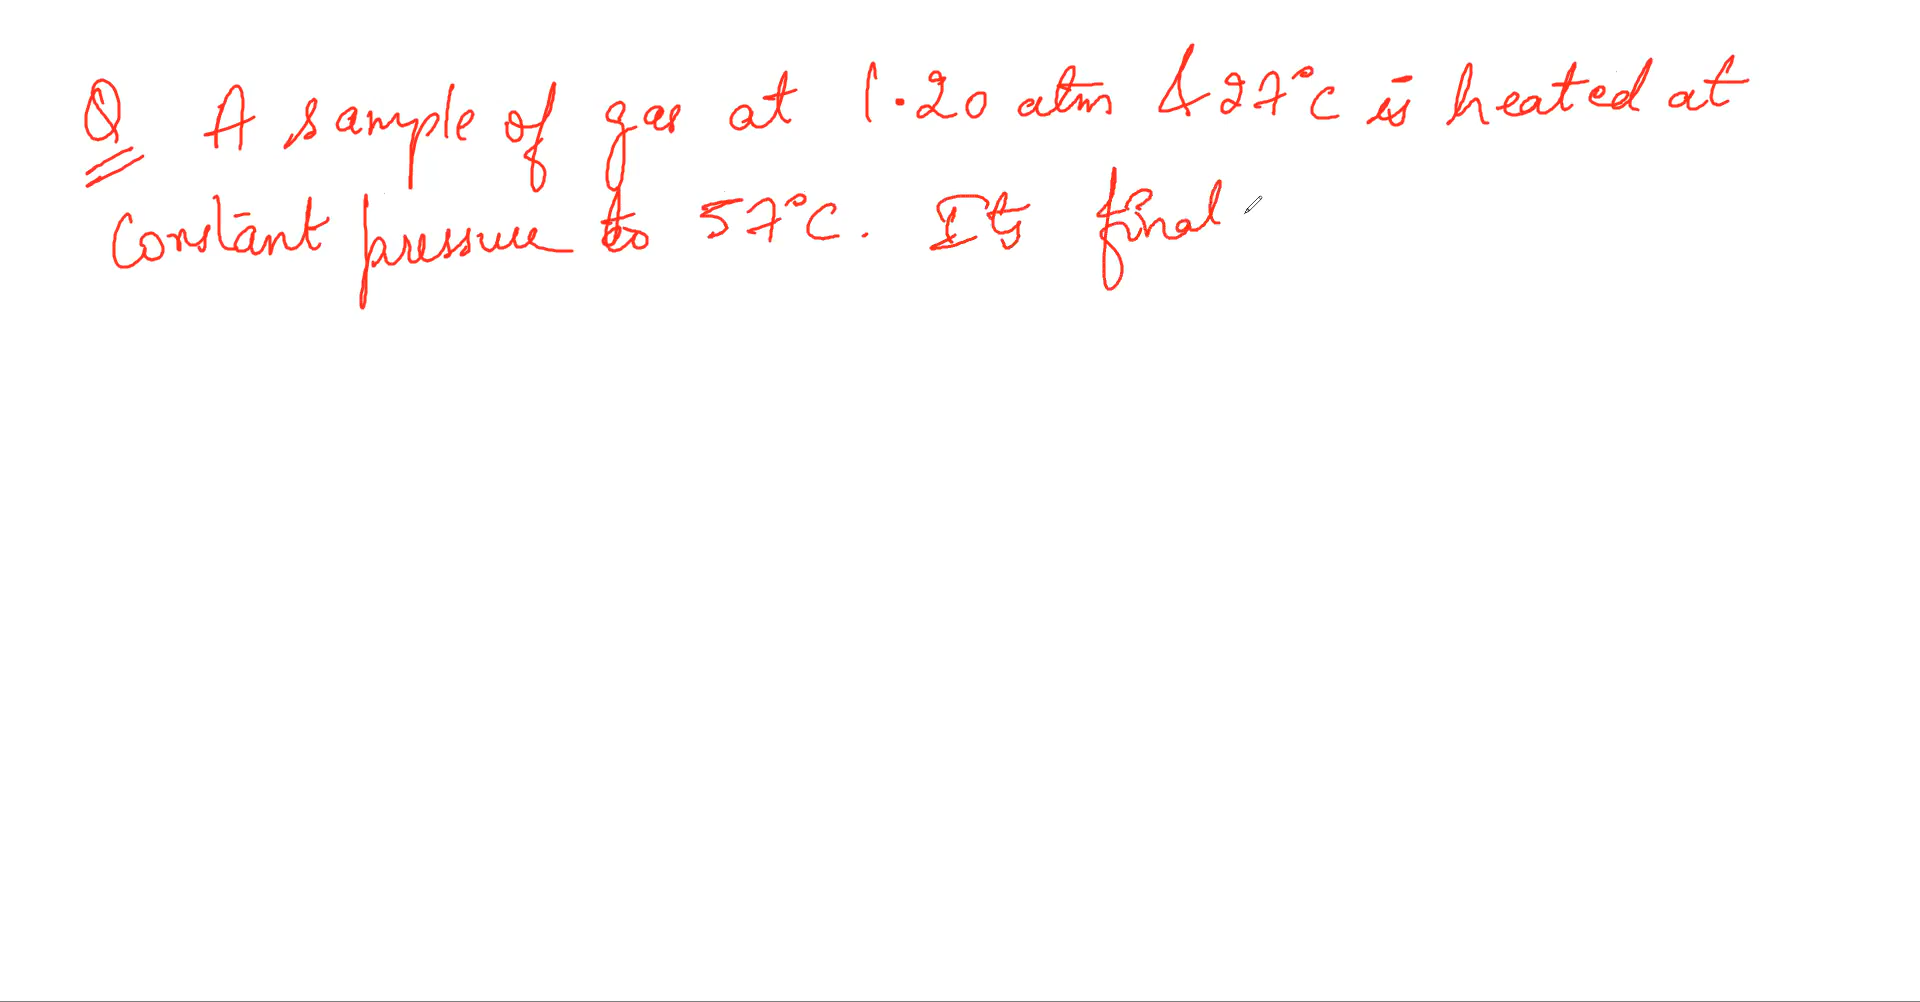 Q A sample of gas at 1.20 atm & 27°C is heated at
constant pressure to 57°C. Its final